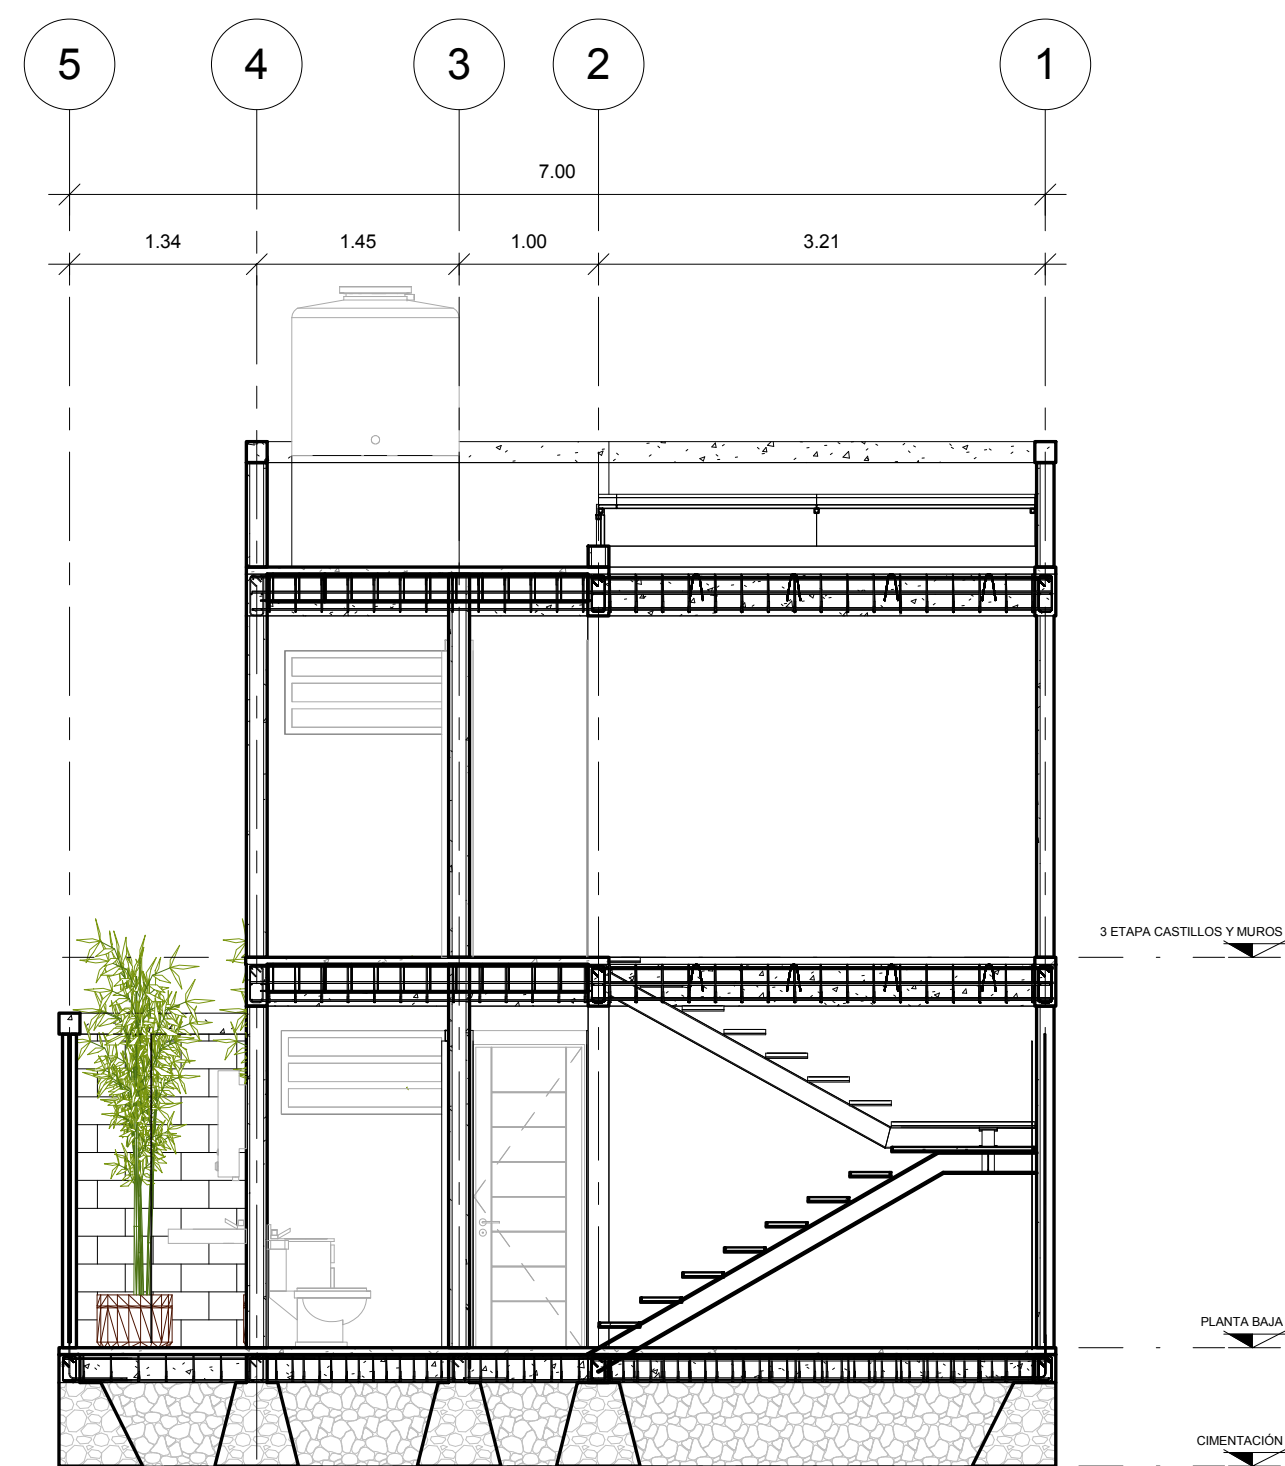 5 4 3 2 1
7.00
1.34 1.45 1.00 3.21
3 ETAPA CASTILLOS Y MUROS
PLANTA BAJA
CIMENTACIÓN